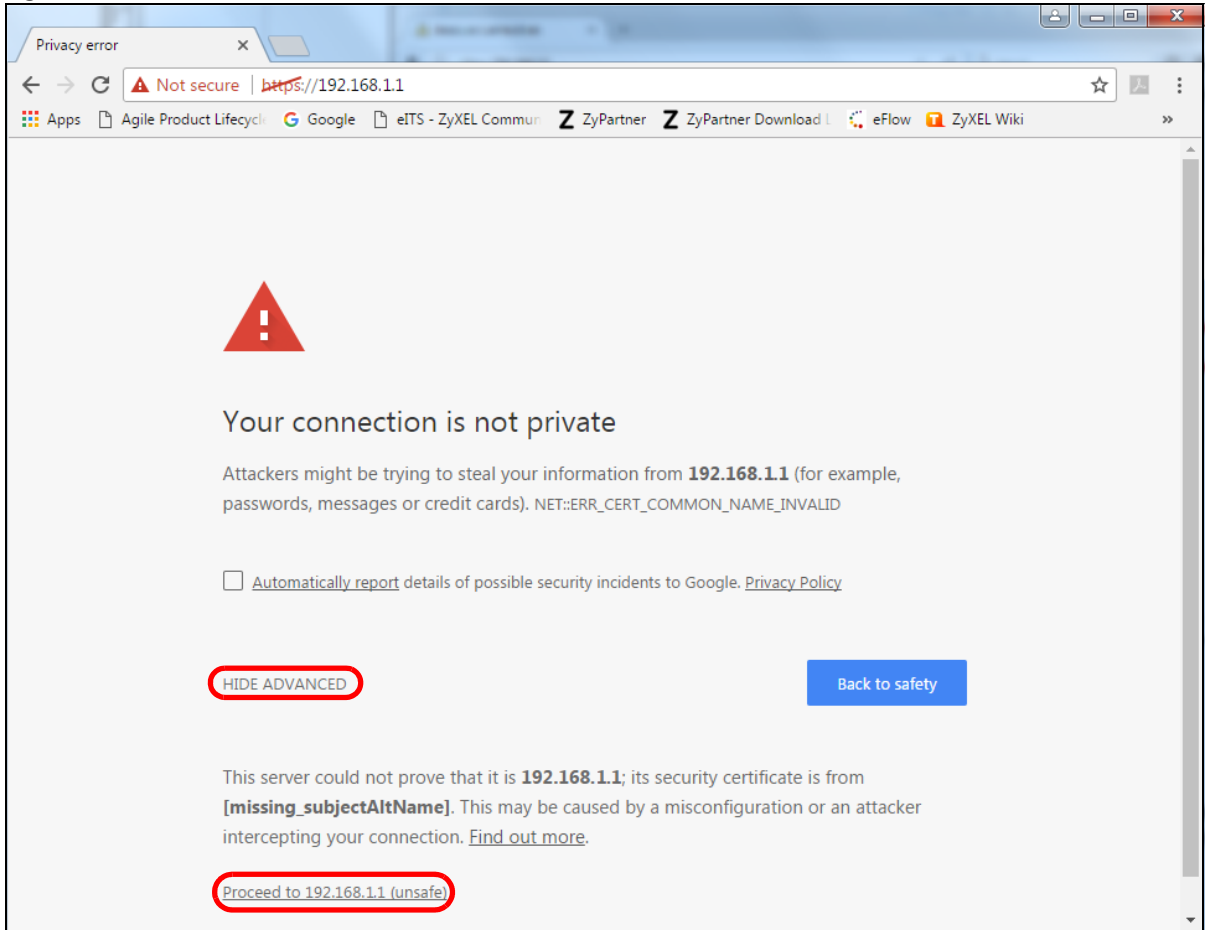 Privacy error
Not secure | https://192.168.1.1
Apps Agile Product Lifecycle Google eITS - ZyXEL Commun ZyPartner ZyPartner Download L eFlow ZyXEL Wiki »
Your connection is not private
Attackers might be trying to steal your information from 192.168.1.1 (for example,
passwords, messages or credit cards). NET::ERR_CERT_COMMON_NAME_INVALID
Automatically report details of possible security incidents to Google. Privacy Policy
HIDE ADVANCED
Back to safety
This server could not prove that it is 192.168.1.1; its security certificate is from
[missing_subjectAltName]. This may be caused by a misconfiguration or an attacker
intercepting your connection. Find out more.
Proceed to 192.168.1.1 (unsafe)